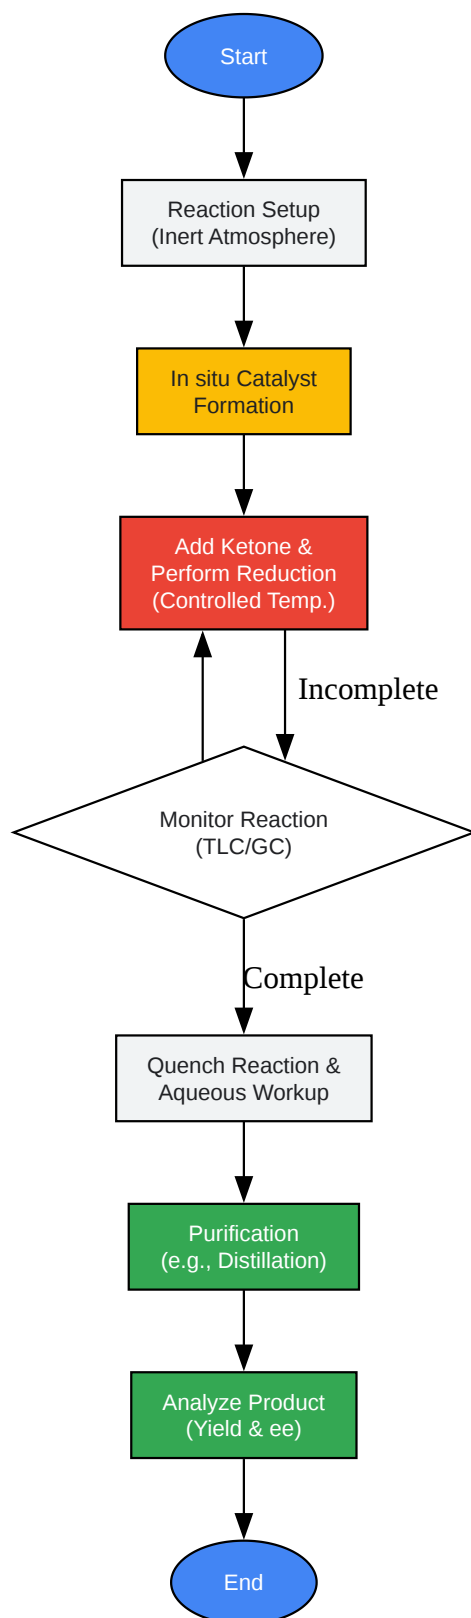 Start
Reaction Setup
(Inert Atmosphere)
In situ Catalyst
Formation
Add Ketone &
Perform Reduction
(Controlled Temp.)
Incomplete
Monitor Reaction
(TLC/GC)
Complete
Quench Reaction &
Aqueous Workup
Purification
(e.g., Distillation)
Analyze Product
(Yield & ee)
End